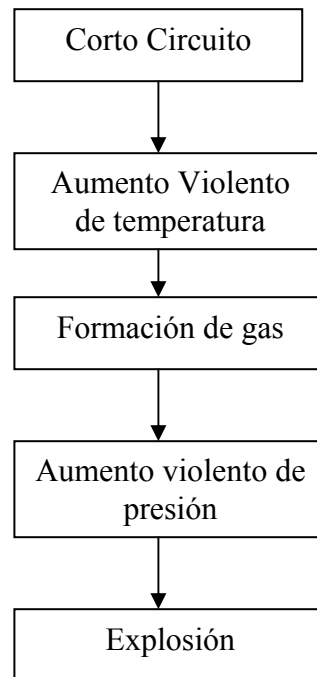 Corto Circuito
Aumento Violento
de temperatura
Formación de gas
Aumento violento de
presión
Explosión